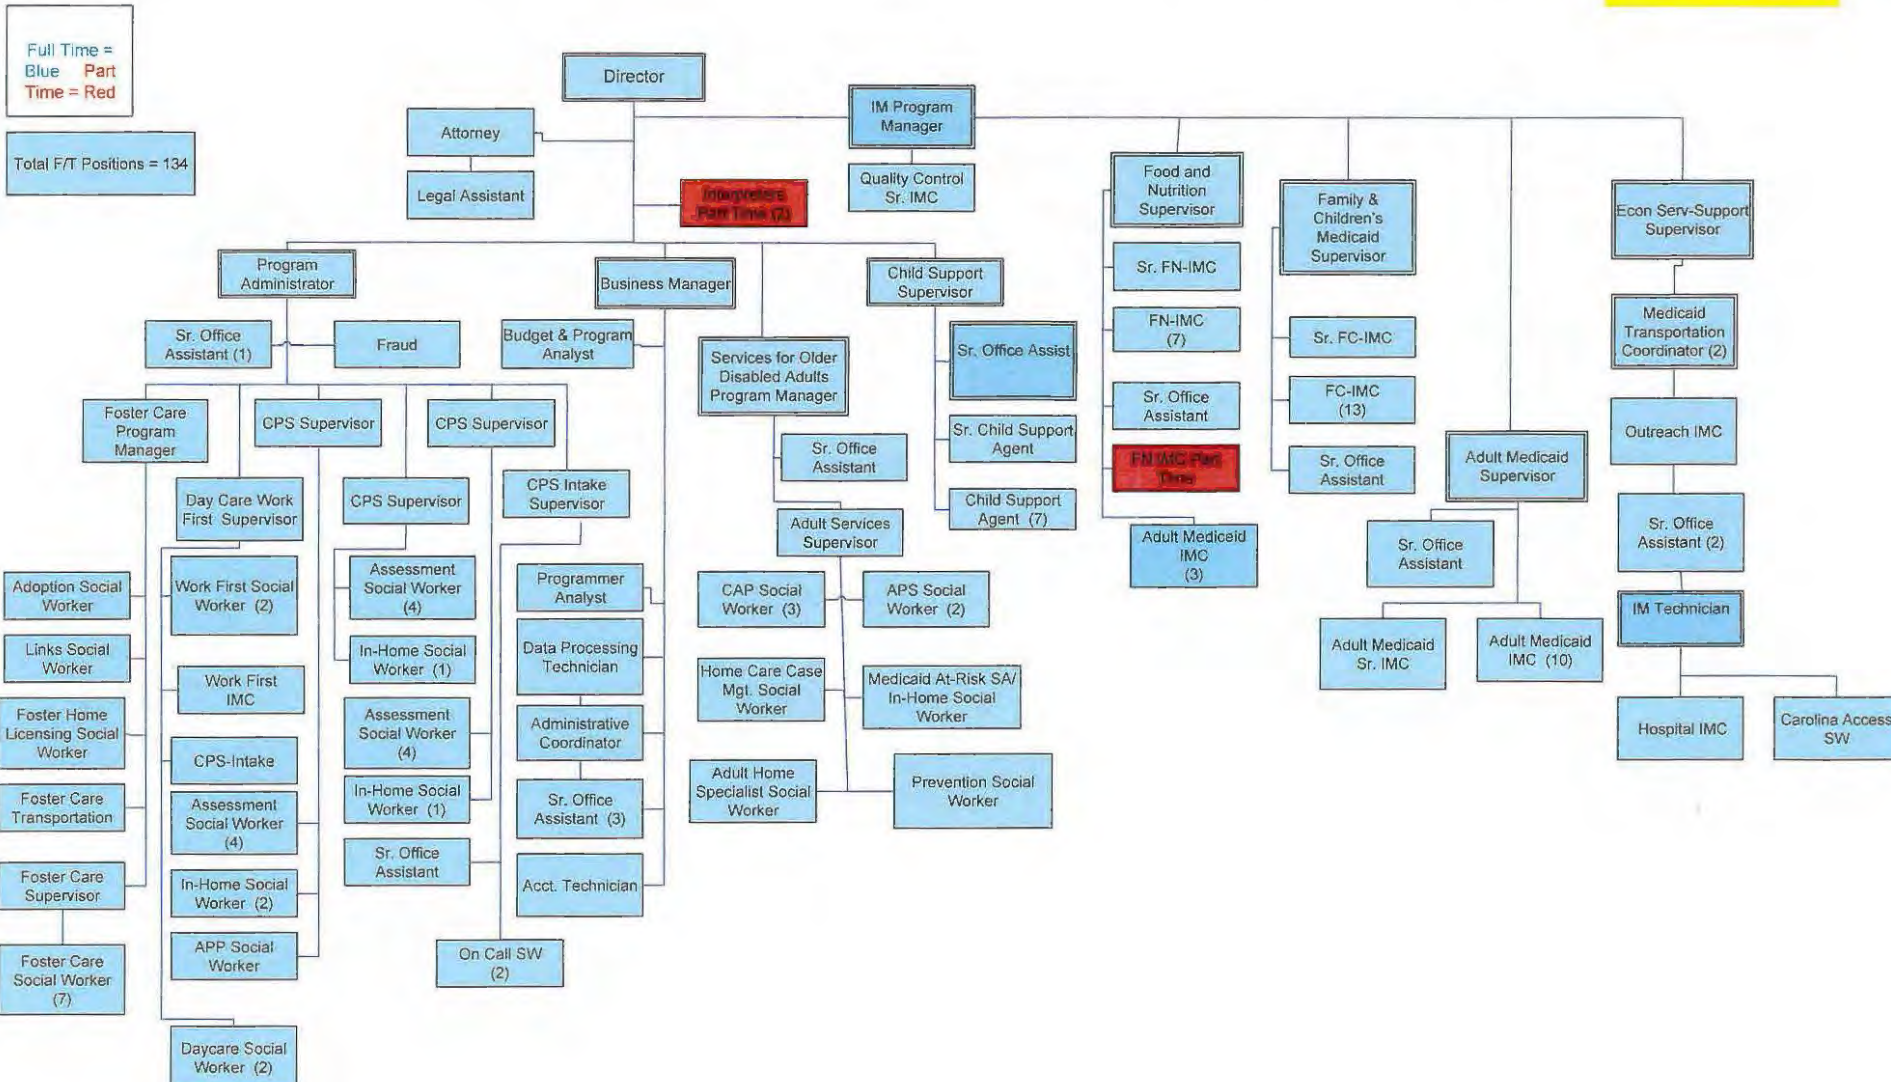 Full Time =
Blue Part
Time = Red
Total F/T Positions = 134
Director
Attorney
Legal Assistant
Interpreters
Part Time (2)
IM Program
Manager
Quality Control
Sr. IMC
Food and
Nutrition
Supervisor
Sr. FN-IMC
FN-IMC
(7)
Sr. Office
Assistant
FN IMC Part
Time
Adult Mediceid
IMC
(3)
Family &
Children's
Medicaid
Supervisor
Sr. FC-IMC
FC-IMC
(13)
Sr. Office
Assistant
Adult Medicaid
Supervisor
Sr. Office
Assistant
Adult Medicaid
Sr. IMC
Adult Medicaid
IMC (10)
Econ Serv-Support
Supervisor
Medicaid
Transportation
Coordinator (2)
Outreach IMC
Sr. Office
Assistant (2)
IM Technician
Hospital IMC
Carolina Access
SW
Program
Administrator
Sr. Office
Assistant (1)
Fraud
Foster Care
Program
Manager
Adoption Social
Worker
Links Social
Worker
Foster Home
Licensing Social
Worker
Foster Care
Transportation
Foster Care
Supervisor
Foster Care
Social Worker
(7)
Day Care Work
First Supervisor
Work First Social
Worker (2)
Work First
IMC
CPS-Intake
Daycare Social
Worker (2)
CPS Supervisor
Assessment
Social Worker
(4)
In-Home Social
Worker (2)
APP Social
Worker
CPS Supervisor
Assessment
Social Worker
(4)
In-Home Social
Worker (1)
CPS Supervisor
Assessment
Social Worker
(4)
In-Home Social
Worker (1)
CPS Intake
Supervisor
Sr. Office
Assistant
On Call SW
(2)
Business Manager
Budget & Program
Analyst
Programmer
Analyst
Data Processing
Technician
Administrative
Coordinator
Sr. Office
Assistant (3)
Acct. Technician
Services for Older
Disabled Adults
Program Manager
Sr. Office
Assistant
Adult Services
Supervisor
CAP Social
Worker (3)
APS Social
Worker (2)
Home Care Case
Mgt. Social
Worker
Medicaid At-Risk SA/
In-Home Social
Worker
Adult Home
Specialist Social
Worker
Prevention Social
Worker
Child Support
Supervisor
Sr. Office Assist
Sr. Child Support
Agent
Child Support
Agent (7)